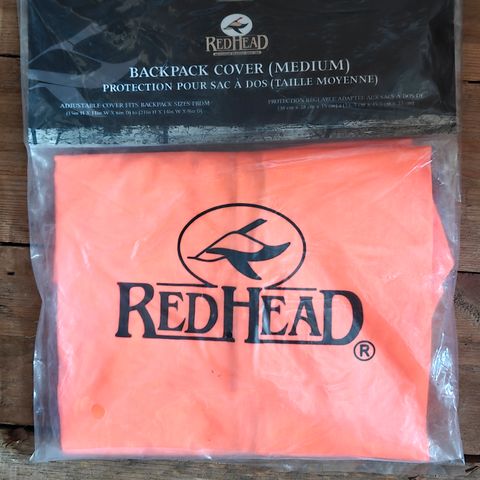 REDHEAD
BACKPACK COVER (MEDIUM)
PROTECTION POUR SAC À DOS (TAILLE MOYENNE)
ADJUSTABLE COVER FITS BACKPACK SIZES FROM
PROTECTION RÉGLABLE ADAPTÉE AUX SACS À DOS DE
REDHEAD
®